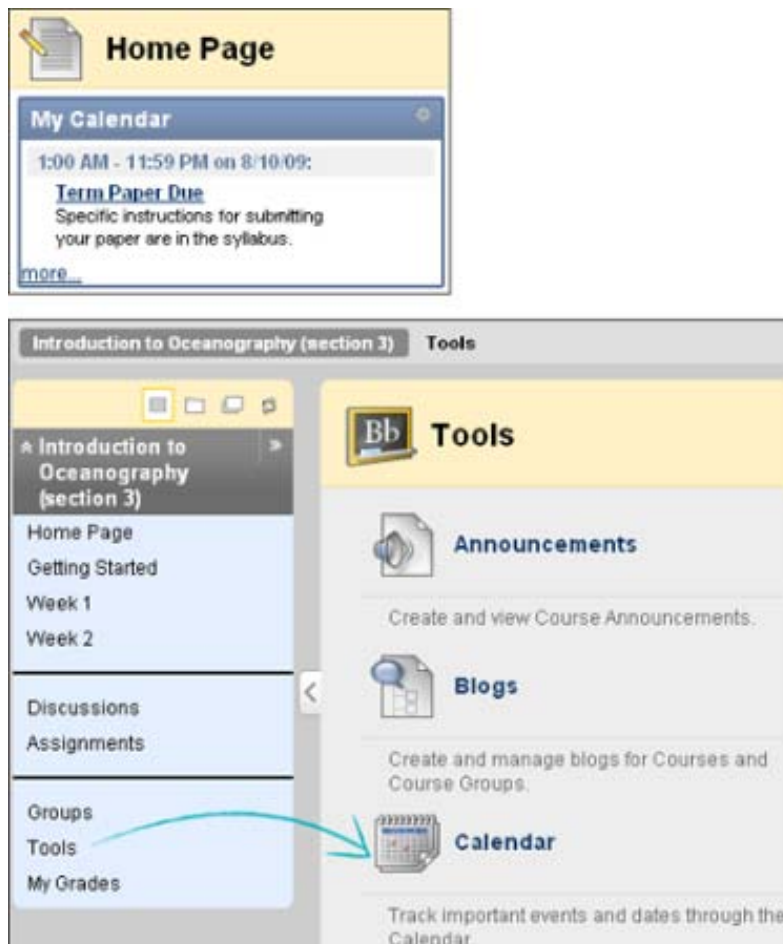 Home Page
My Calendar
1:00 AM - 11:59 PM on 8/10/09:
Term Paper Due
Specific instructions for submitting
your paper are in the syllabus.
more...
Introduction to Oceanography (section 3) Tools
Introduction to
Oceanography
(section 3)
Home Page
Getting Started
Week 1
Week 2
Discussions
Assignments
Groups
Tools
My Grades
Bb Tools
Announcements
Create and view Course Announcements.
Blogs
Create and manage blogs for Courses and
Course Groups.
Calendar
Track important events and dates through the
Calendar.